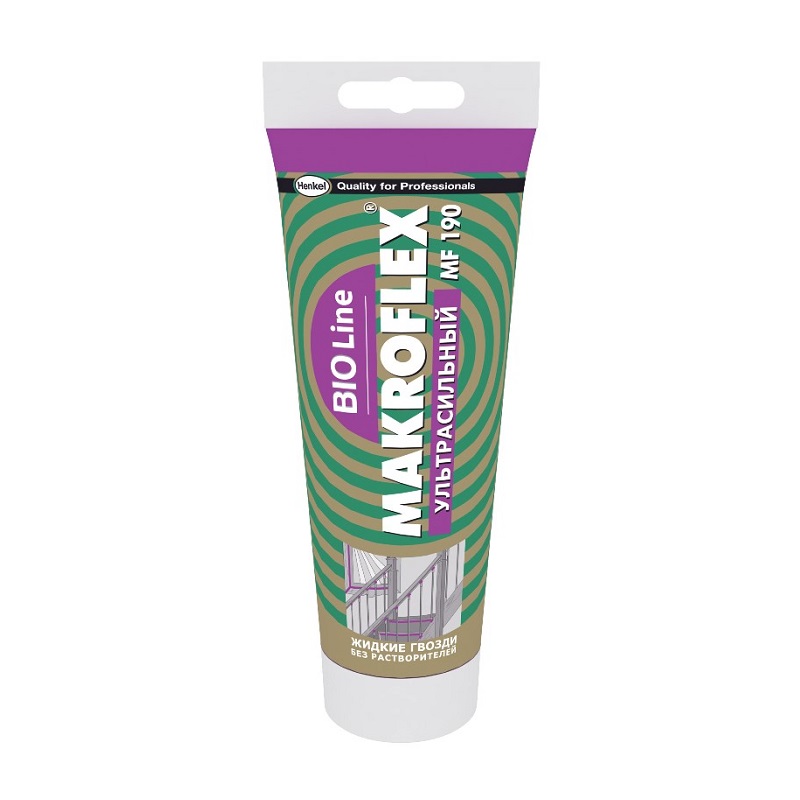 Henkel
Quality for Professionals
BIO Line
MAKROFLEX®
УЛЬТРАСИЛЬНЫЙ
MF 190
ЖИДКИЕ ГВОЗДИ
БЕЗ РАСТВОРИТЕЛЕЙ